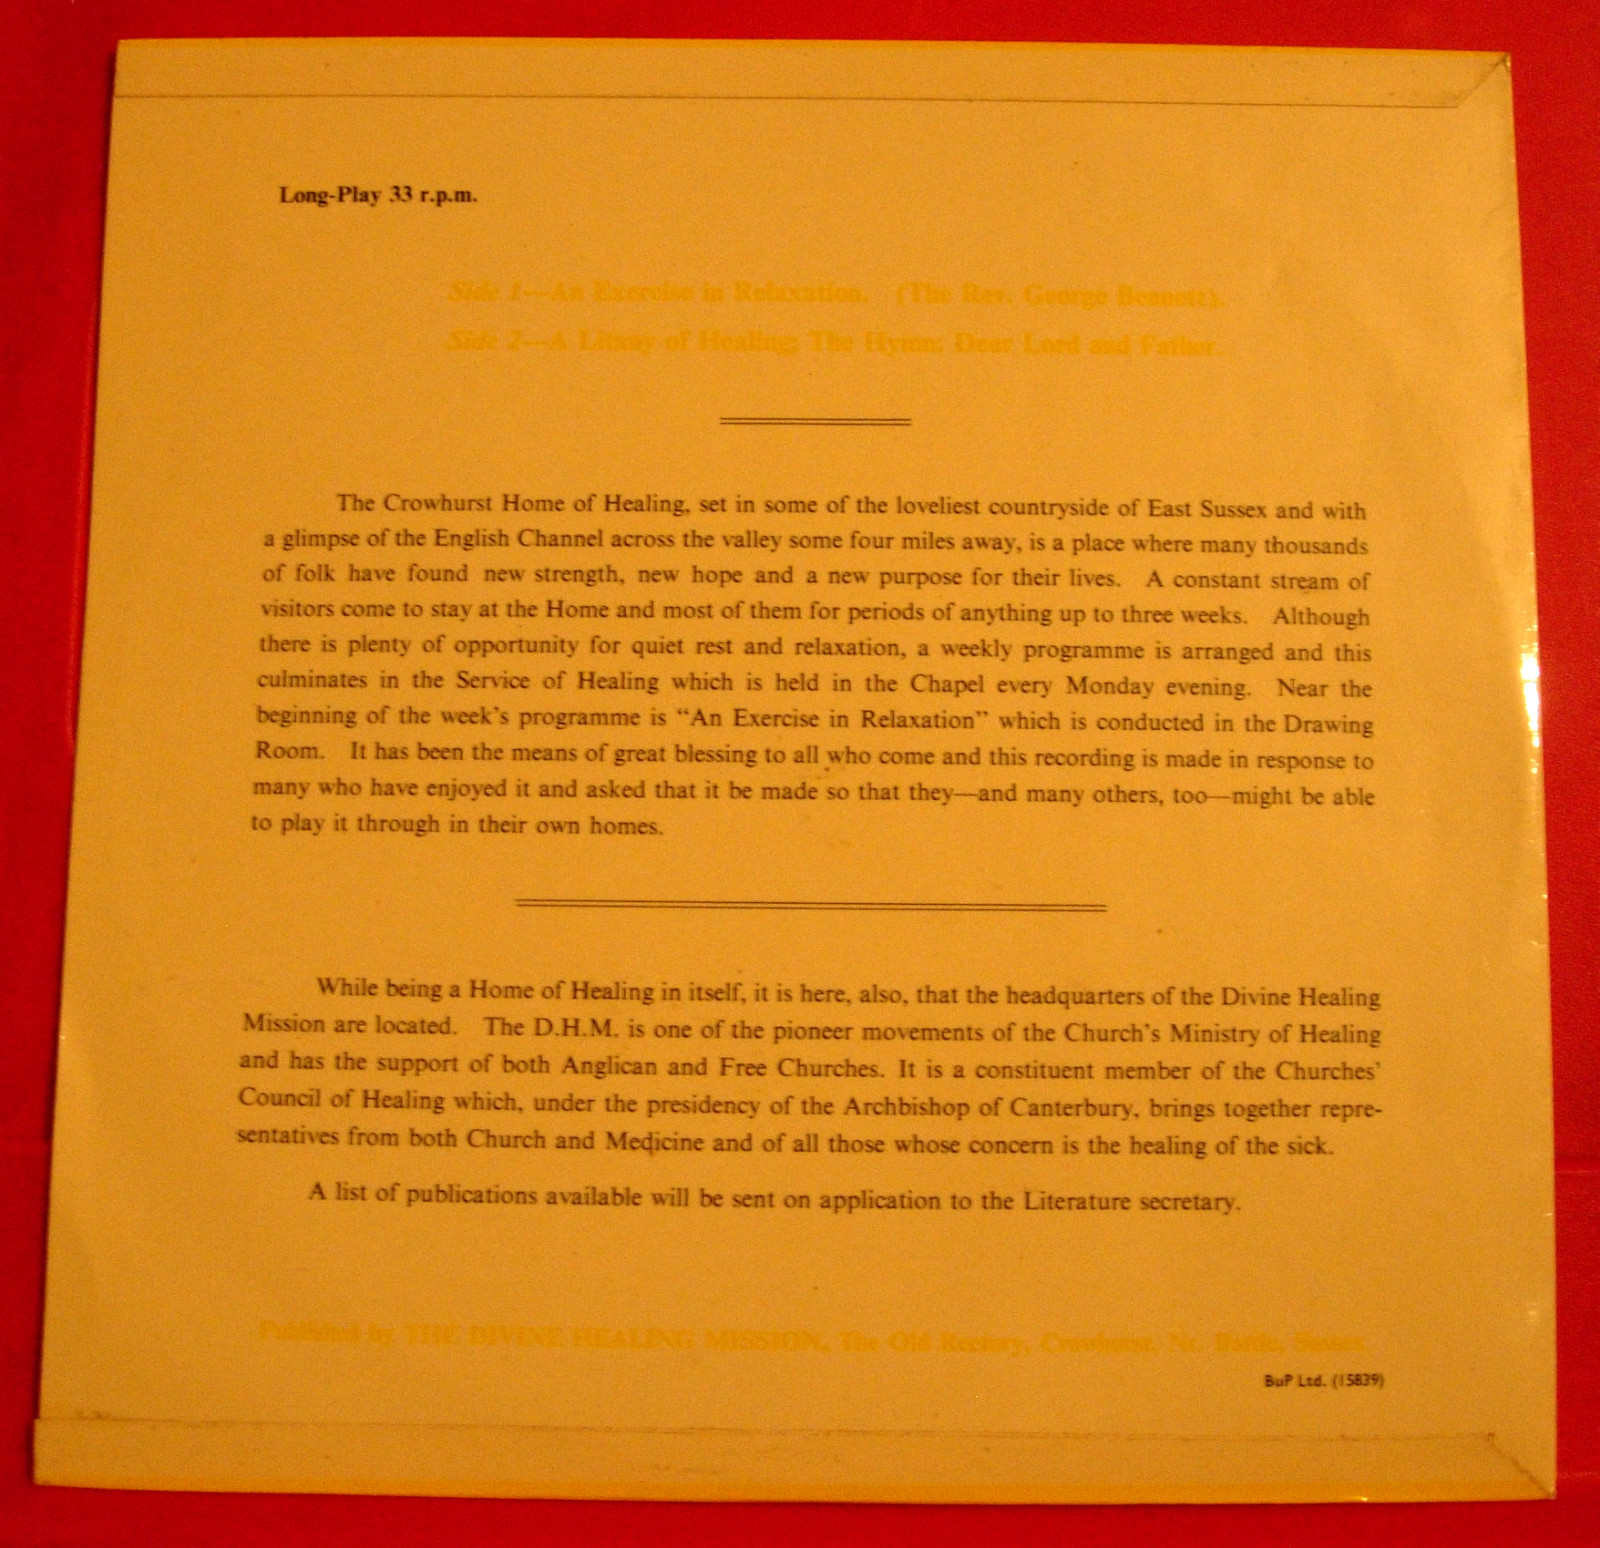 Long-Play 33 r.p.m.
Side 1—An Exercise in Relaxation. (The Rev. George Bennett).
Side 2—A Litany of Healing; The Hymn: Dear Lord and Father.
The Crowhurst Home of Healing, set in some of the loveliest countryside of East Sussex and with
a glimpse of the English Channel across the valley some four miles away, is a place where many thousands
of folk have found new strength, new hope and a new purpose for their lives. A constant stream of
visitors come to stay at the Home and most of them for periods of anything up to three weeks. Although
there is plenty of opportunity for quiet rest and relaxation, a weekly programme is arranged and this
culminates in the Service of Healing which is held in the Chapel every Monday evening. Near the
beginning of the week's programme is "An Exercise in Relaxation" which is conducted in the Drawing
Room. It has been the means of great blessing to all who come and this recording is made in response to
many who have enjoyed it and asked that it be made so that they—and many others, too—might be able
to play it through in their own homes.
While being a Home of Healing in itself, it is here, also, that the headquarters of the Divine Healing
Mission are located. The D.H.M. is one of the pioneer movements of the Church's Ministry of Healing
and has the support of both Anglican and Free Churches. It is a constituent member of the Churches'
Council of Healing which, under the presidency of the Archbishop of Canterbury, brings together repre-
sentatives from both Church and Medicine and of all those whose concern is the healing of the sick.
A list of publications available will be sent on application to the Literature secretary.
Published by THE DIVINE HEALING MISSION, The Old Rectory, Crowhurst, Nr. Battle, Sussex
BuP Ltd. (15839)